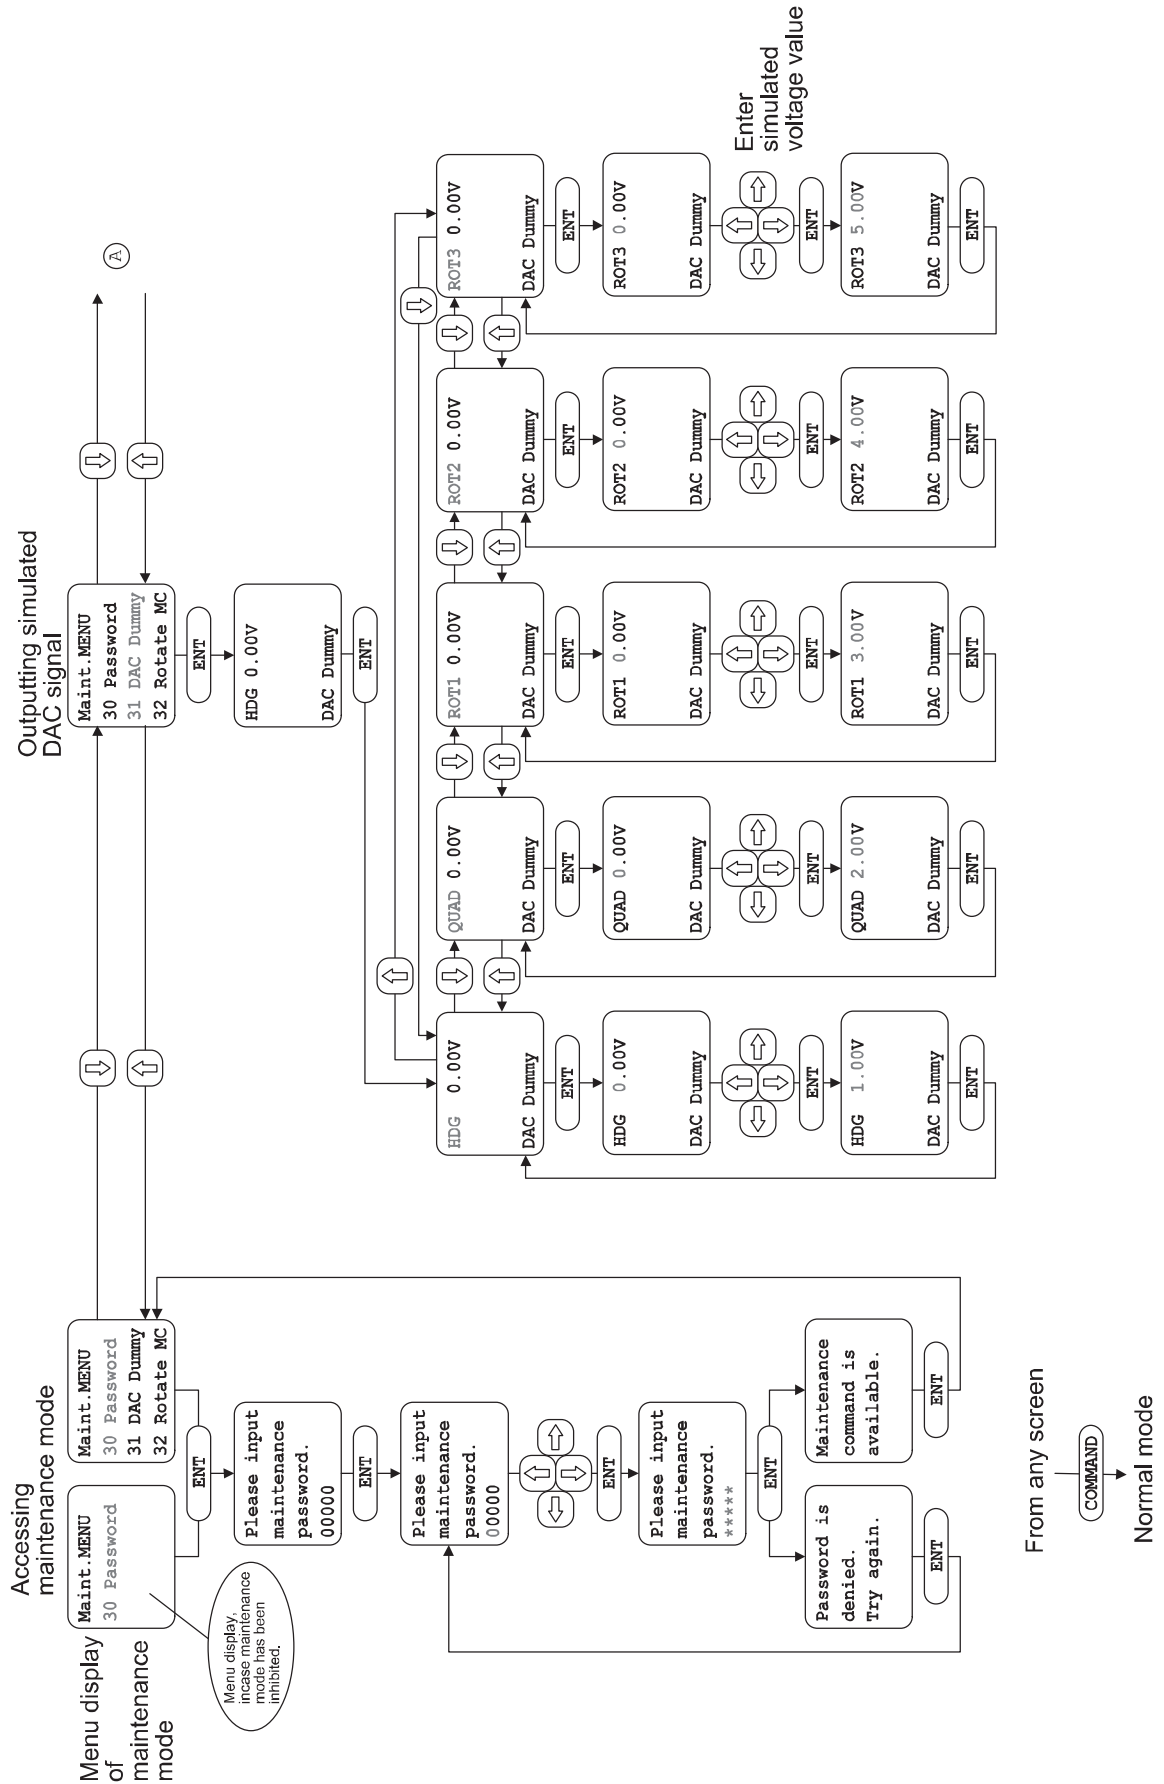 Menu display
of
maintenance
mode
Accessing
maintenance mode
Maint.MENU
30 Password
Menu display,
incase maintenance
mode has been
inhibited.
Maint.MENU
30 Password
31 DAC Dummy
32 Rotate MC
ENT
Please input
maintenance
password.
00000
ENT
Please input
maintenance
password.
00000
ENT
Please input
maintenance
password.
*****
ENT
Password is
denied.
Try again.
ENT
Maintenance
command is
available.
ENT
From any screen
COMMAND
Normal mode
Outputting simulated
DAC signal
Maint.MENU
30 Password
31 DAC Dummy
32 Rotate MC
A
ENT
HDG 0.00V
DAC Dummy
ENT
HDG 0.00V
DAC Dummy
ENT
HDG 0.00V
DAC Dummy
ENT
HDG 1.00V
DAC Dummy
ENT
QUAD 0.00V
DAC Dummy
ENT
QUAD 0.00V
DAC Dummy
ENT
QUAD 2.00V
DAC Dummy
ENT
ROT1 0.00V
DAC Dummy
ENT
ROT1 0.00V
DAC Dummy
ENT
ROT1 3.00V
DAC Dummy
ENT
ROT2 0.00V
DAC Dummy
ENT
ROT2 0.00V
DAC Dummy
ENT
ROT2 4.00V
DAC Dummy
ENT
ROT3 0.00V
DAC Dummy
ENT
ROT3 0.00V
DAC Dummy
Enter
simulated
voltage value
ENT
ROT3 5.00V
DAC Dummy
ENT